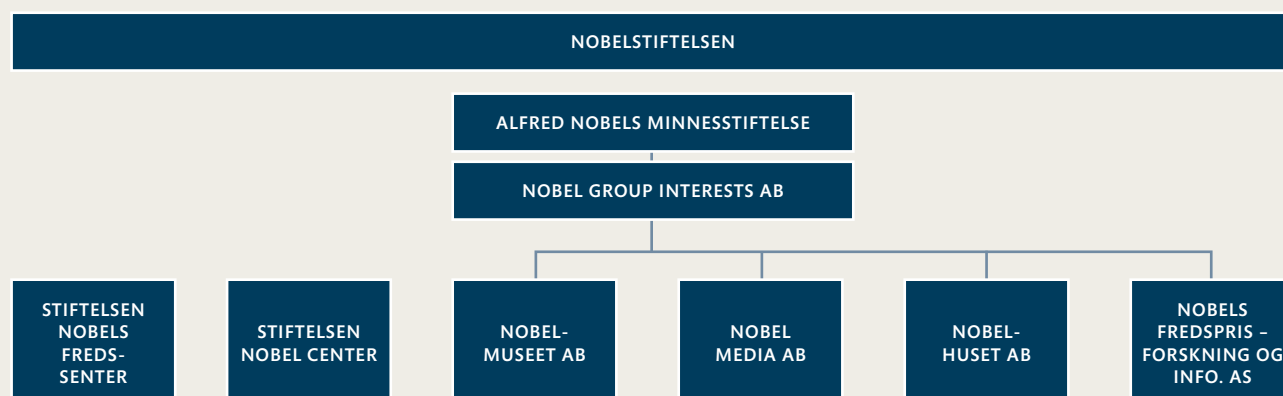 NOBELSTIFTELSEN
ALFRED NOBELS MINNESSTIFTELSE
NOBEL GROUP INTERESTS AB
STIFTELSEN
NOBELS
FREDS-
SENTER
STIFTELSEN
NOBEL CENTER
NOBEL-
MUSEET AB
NOBEL
MEDIA AB
NOBEL-
HUSET AB
NOBELS
FREDSPRIS –
FORSKNING OG
INFO. AS